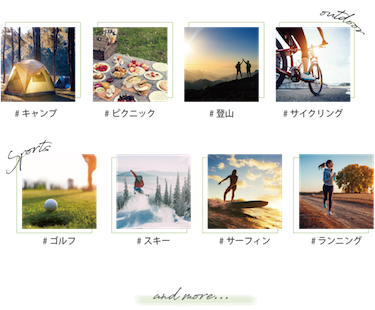 outdoor
# キャンプ
# ピクニック
# 登山
# サイクリング
Sports
# ゴルフ
# スキー
# サーフィン
# ランニング
and more...